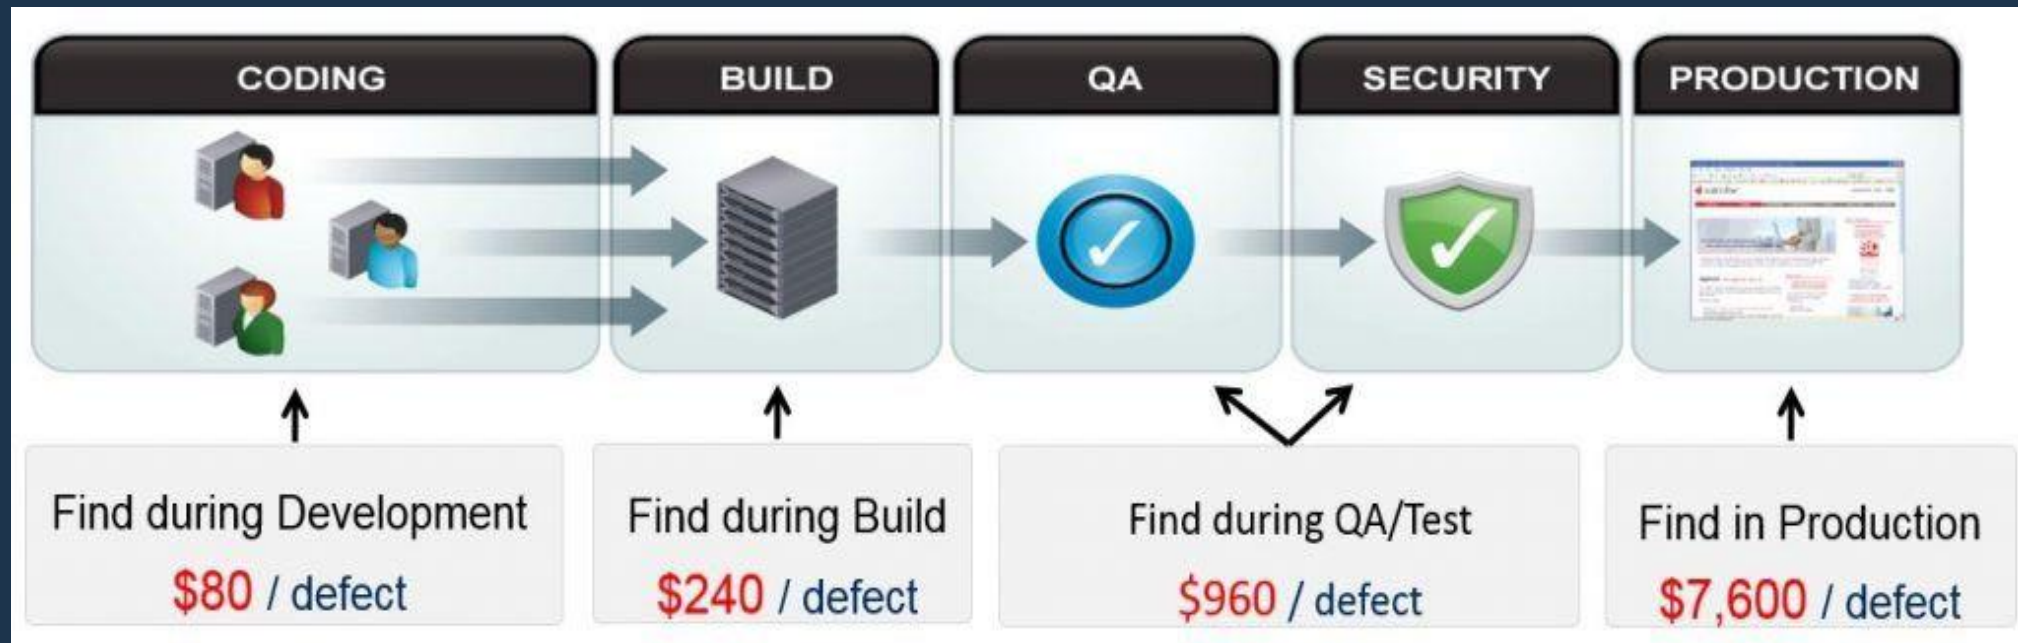 CODING
BUILD
QA
SECURITY
PRODUCTION
Find during Development
$80 / defect
Find during Build
$240 / defect
Find during QA/Test
$960 / defect
Find in Production
$7,600 / defect